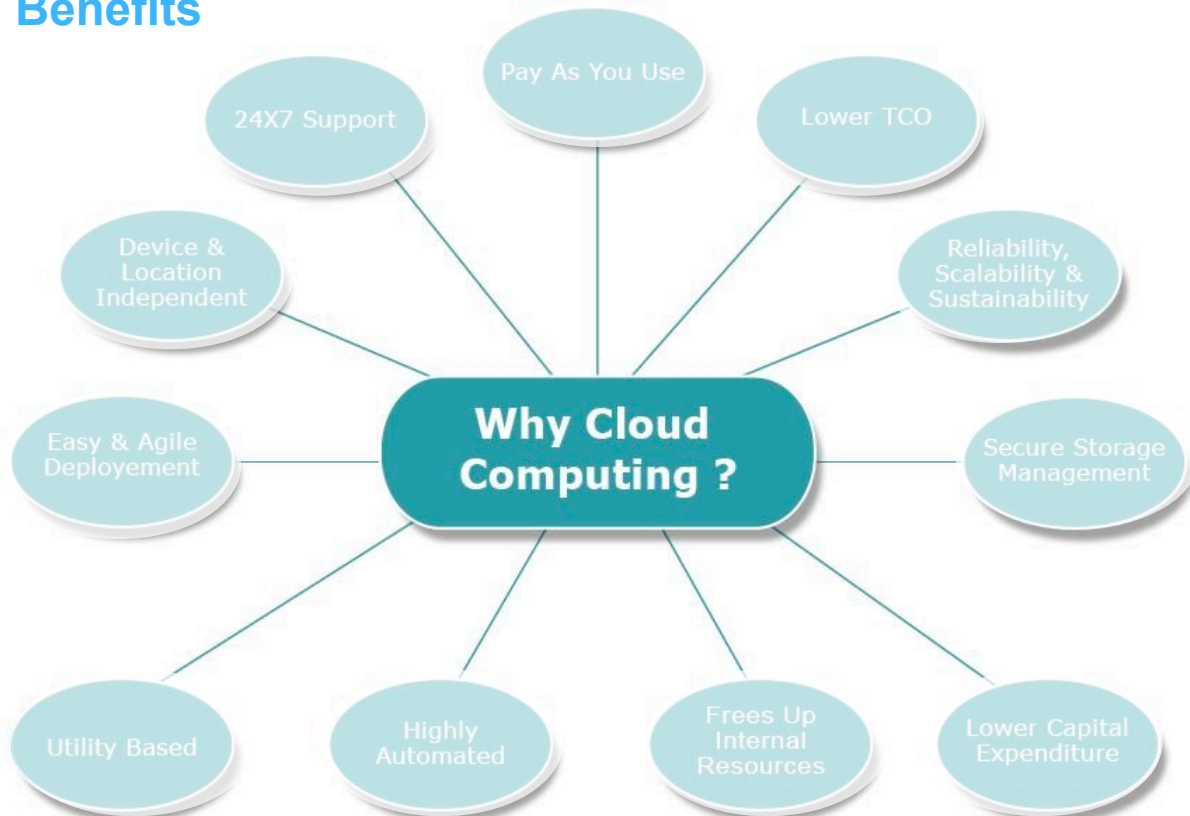 Benefits
Pay As You Use
24X7 Support
Lower TCO
Device &
Location
Independent
Reliability,
Scalability &
Sustainability
Why Cloud
Computing ?
Easy & Agile
Deployement
Secure Storage
Management
Utility Based
Highly
Automated
Frees Up
Internal
Resources
Lower Capital
Expenditure